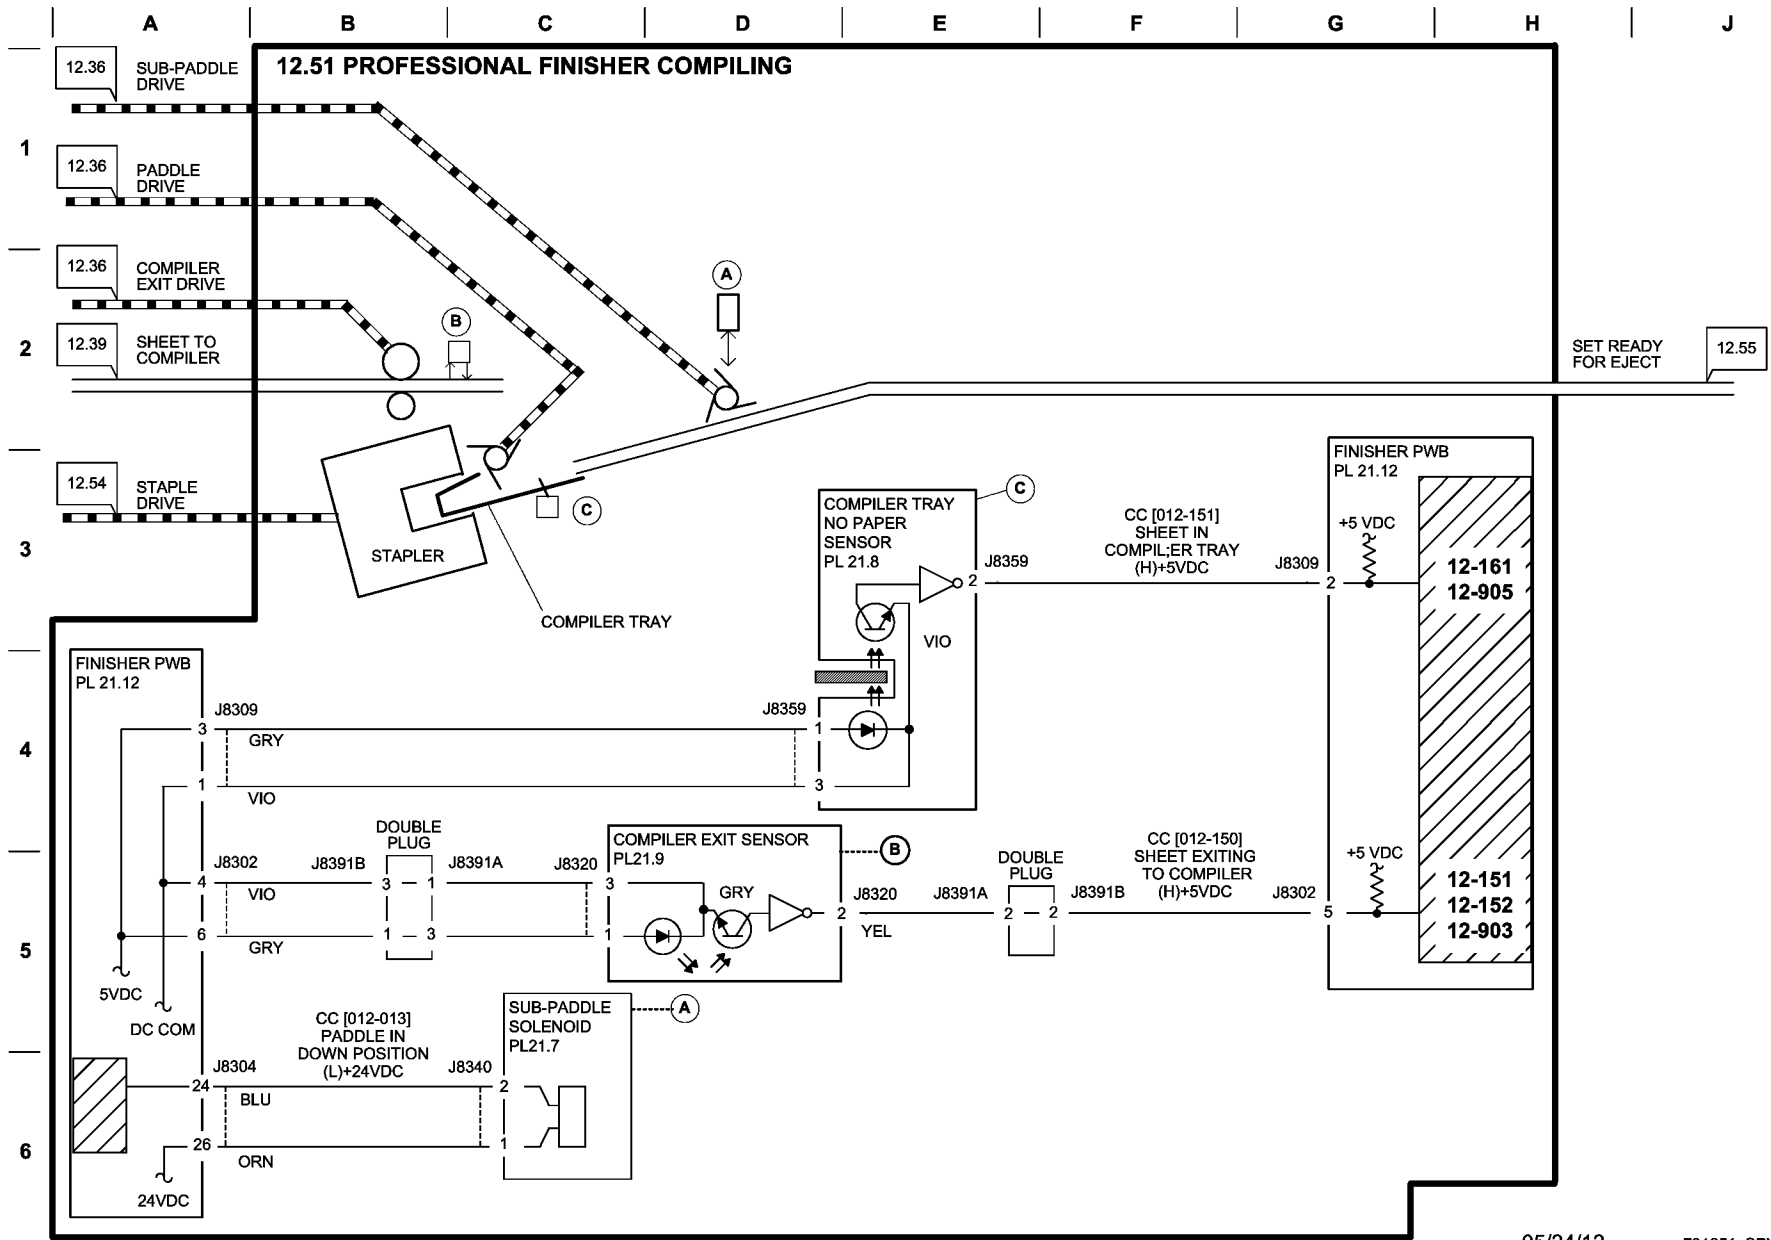 A B C D E F G H J
12.51 PROFESSIONAL FINISHER COMPILING
1
2
3
4
5
6
12.36
SUB-PADDLE
DRIVE
12.36
PADDLE
DRIVE
12.36
COMPILER
EXIT DRIVE
12.39
SHEET TO
COMPILER
B
A
SET READY
FOR EJECT
12.55
12.54
STAPLE
DRIVE
STAPLER
C
COMPILER TRAY
COMPILER TRAY
NO PAPER
SENSOR
PL 21.8
C
VIO
2
J8359
CC [012-151]
SHEET IN
COMPIL;ER TRAY
(H)+5VDC
J8309
2
FINISHER PWB
PL 21.12
+5 VDC
12-161
12-905
FINISHER PWB
PL 21.12
J8309
3
GRY
1
VIO
J8359
1
3
J8302
4
VIO
6
GRY
DOUBLE
PLUG
J8391B
J8391A
3 1
1 3
J8320
3
1
COMPILER EXIT SENSOR
PL21.9
GRY
B
2
J8320
YEL
J8391A
DOUBLE
PLUG
2 2
J8391B
CC [012-150]
SHEET EXITING
TO COMPILER
(H)+5VDC
J8302
5
+5 VDC
12-151
12-152
12-903
5VDC
DC COM
CC [012-013]
PADDLE IN
DOWN POSITION
(L)+24VDC
J8304
24
BLU
26
ORN
24VDC
J8340
2
1
SUB-PADDLE
SOLENOID
PL21.7
A